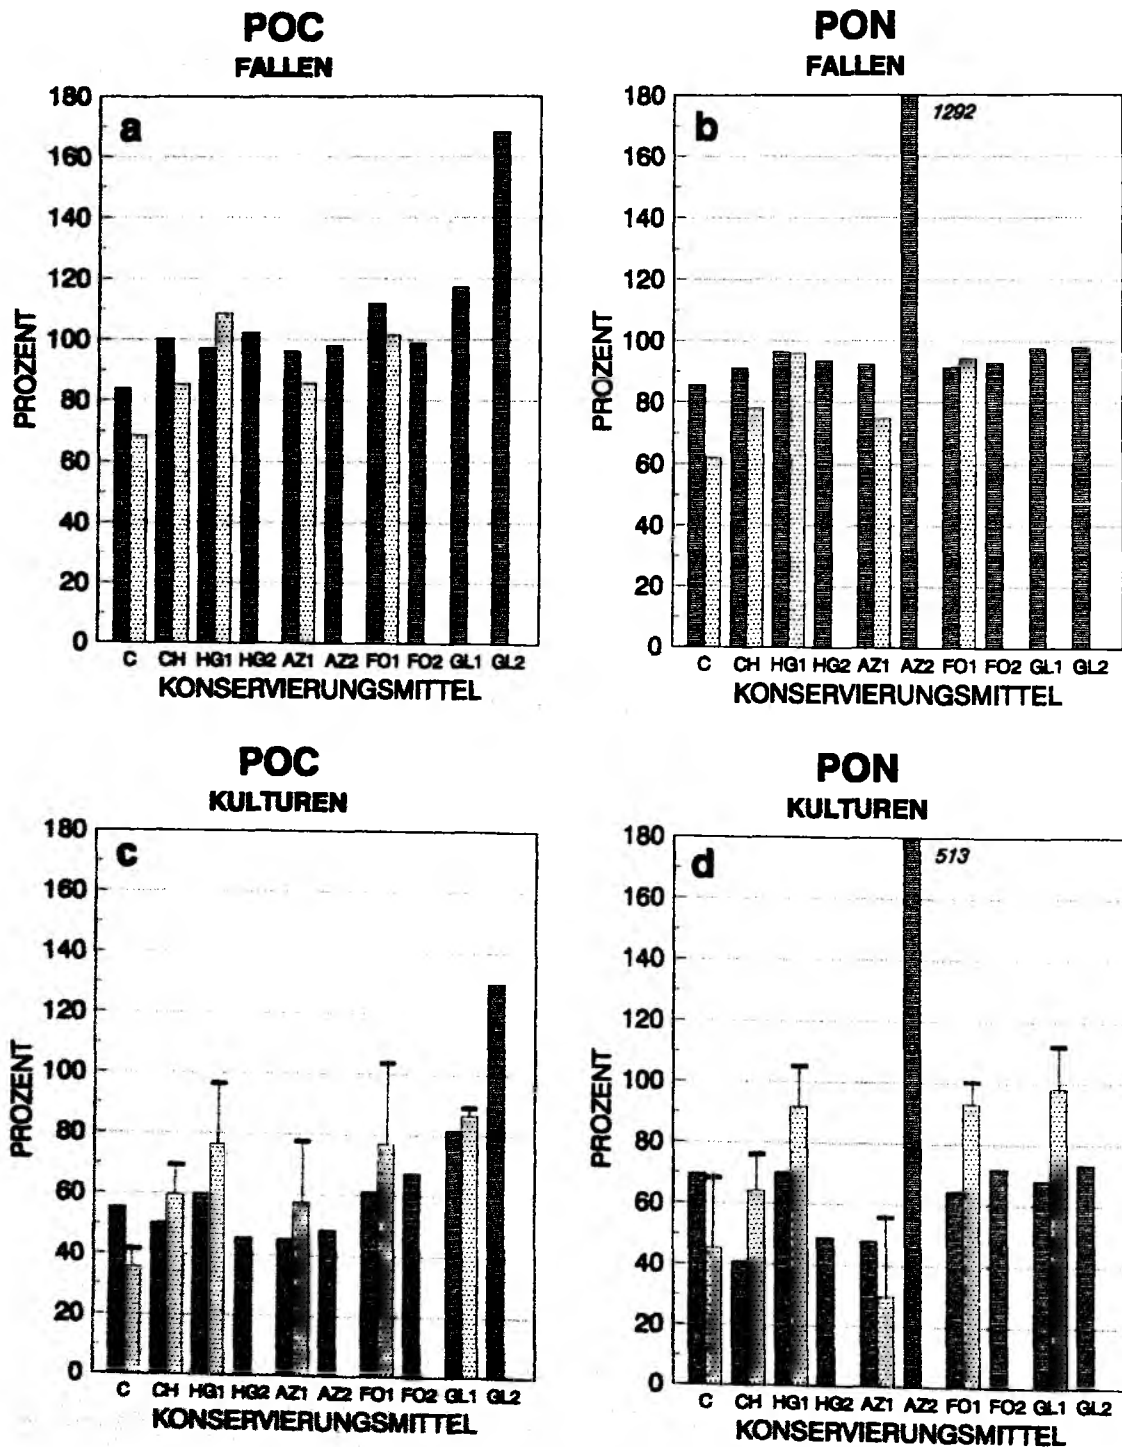 POC
FALLEN
a
180
160
140
120
100
80
60
40
20
0
PROZENT
C CH HG1 HG2 AZ1 AZ2 FO1 FO2 GL1 GL2
KONSERVIERUNGSMITTEL
PON
FALLEN
b
1292
180
160
140
120
100
80
60
40
20
0
PROZENT
C CH HG1 HG2 AZ1 AZ2 FO1 FO2 GL1 GL2
KONSERVIERUNGSMITTEL
POC
KULTUREN
c
180
160
140
120
100
80
60
40
20
0
PROZENT
C CH HG1 HG2 AZ1 AZ2 FO1 FO2 GL1 GL2
KONSERVIERUNGSMITTEL
PON
KULTUREN
d
513
180
160
140
120
100
80
60
40
20
0
PROZENT
C CH HG1 HG2 AZ1 AZ2 FO1 FO2 GL1 GL2
KONSERVIERUNGSMITTEL